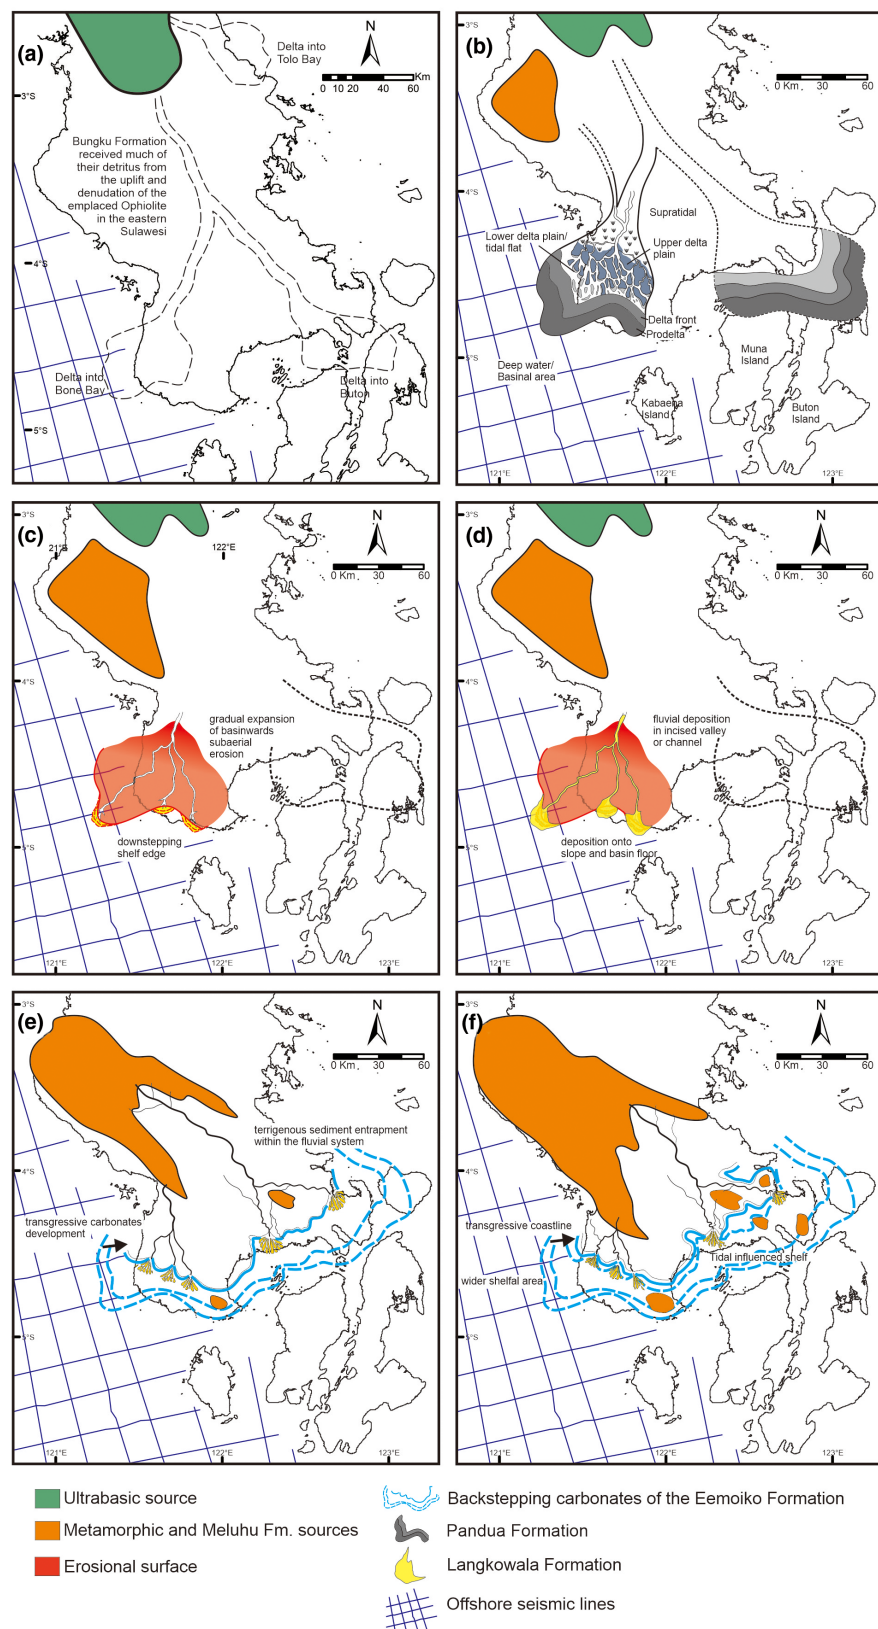 (a)
N
Delta into
Tolo Bay
0 10 20 40 60 Km
3°S
Bungku Formation
received much of
their detritus from
the uplift and
denudation of the
emplaced Ophiolite
in the eastern
Sulawesi
4°S
Delta into
Bone Bay
Delta into
Buton
5°S
(b)
3°S
N
0 Km 30 60
4°S
Supratidal
Lower delta plain/
tidal flat
Upper delta
plain
Delta front
Prodelta
5°S
Deep water/
Basinal area
Muna
Island
Kabaena
Island
Buton
Island
121°E
122°E
123°E
(c)
3°S
N
21°S
122°E
0 Km 30 60
4°S
gradual expansion
of basinwards
subaerial
erosion
downstepping
shelf edge
5°S
121°E
122°E
123°E
(d)
3°S
N
0 Km 30 60
4°S
fluvial deposition
in incised valley
or channel
deposition onto
slope and basin floor
5°S
121°E
122°E
123°E
(e)
3°S
N
0 Km 30 60
terrigenous sediment entrapment
within the fluvial system
4°S
transgressive carbonates
development
5°S
121°E
122°E
123°E
(f)
3°S
N
0 Km 30 60
4°S
transgressive coastline
Tidal influenced shelf
wider shelfal area
5°S
121°E
122°E
123°E
Ultrabasic source
Metamorphic and Meluhu Fm. sources
Erosional surface
Backstepping carbonates of the Eemoiko Formation
Pandua Formation
Langkowala Formation
Offshore seismic lines